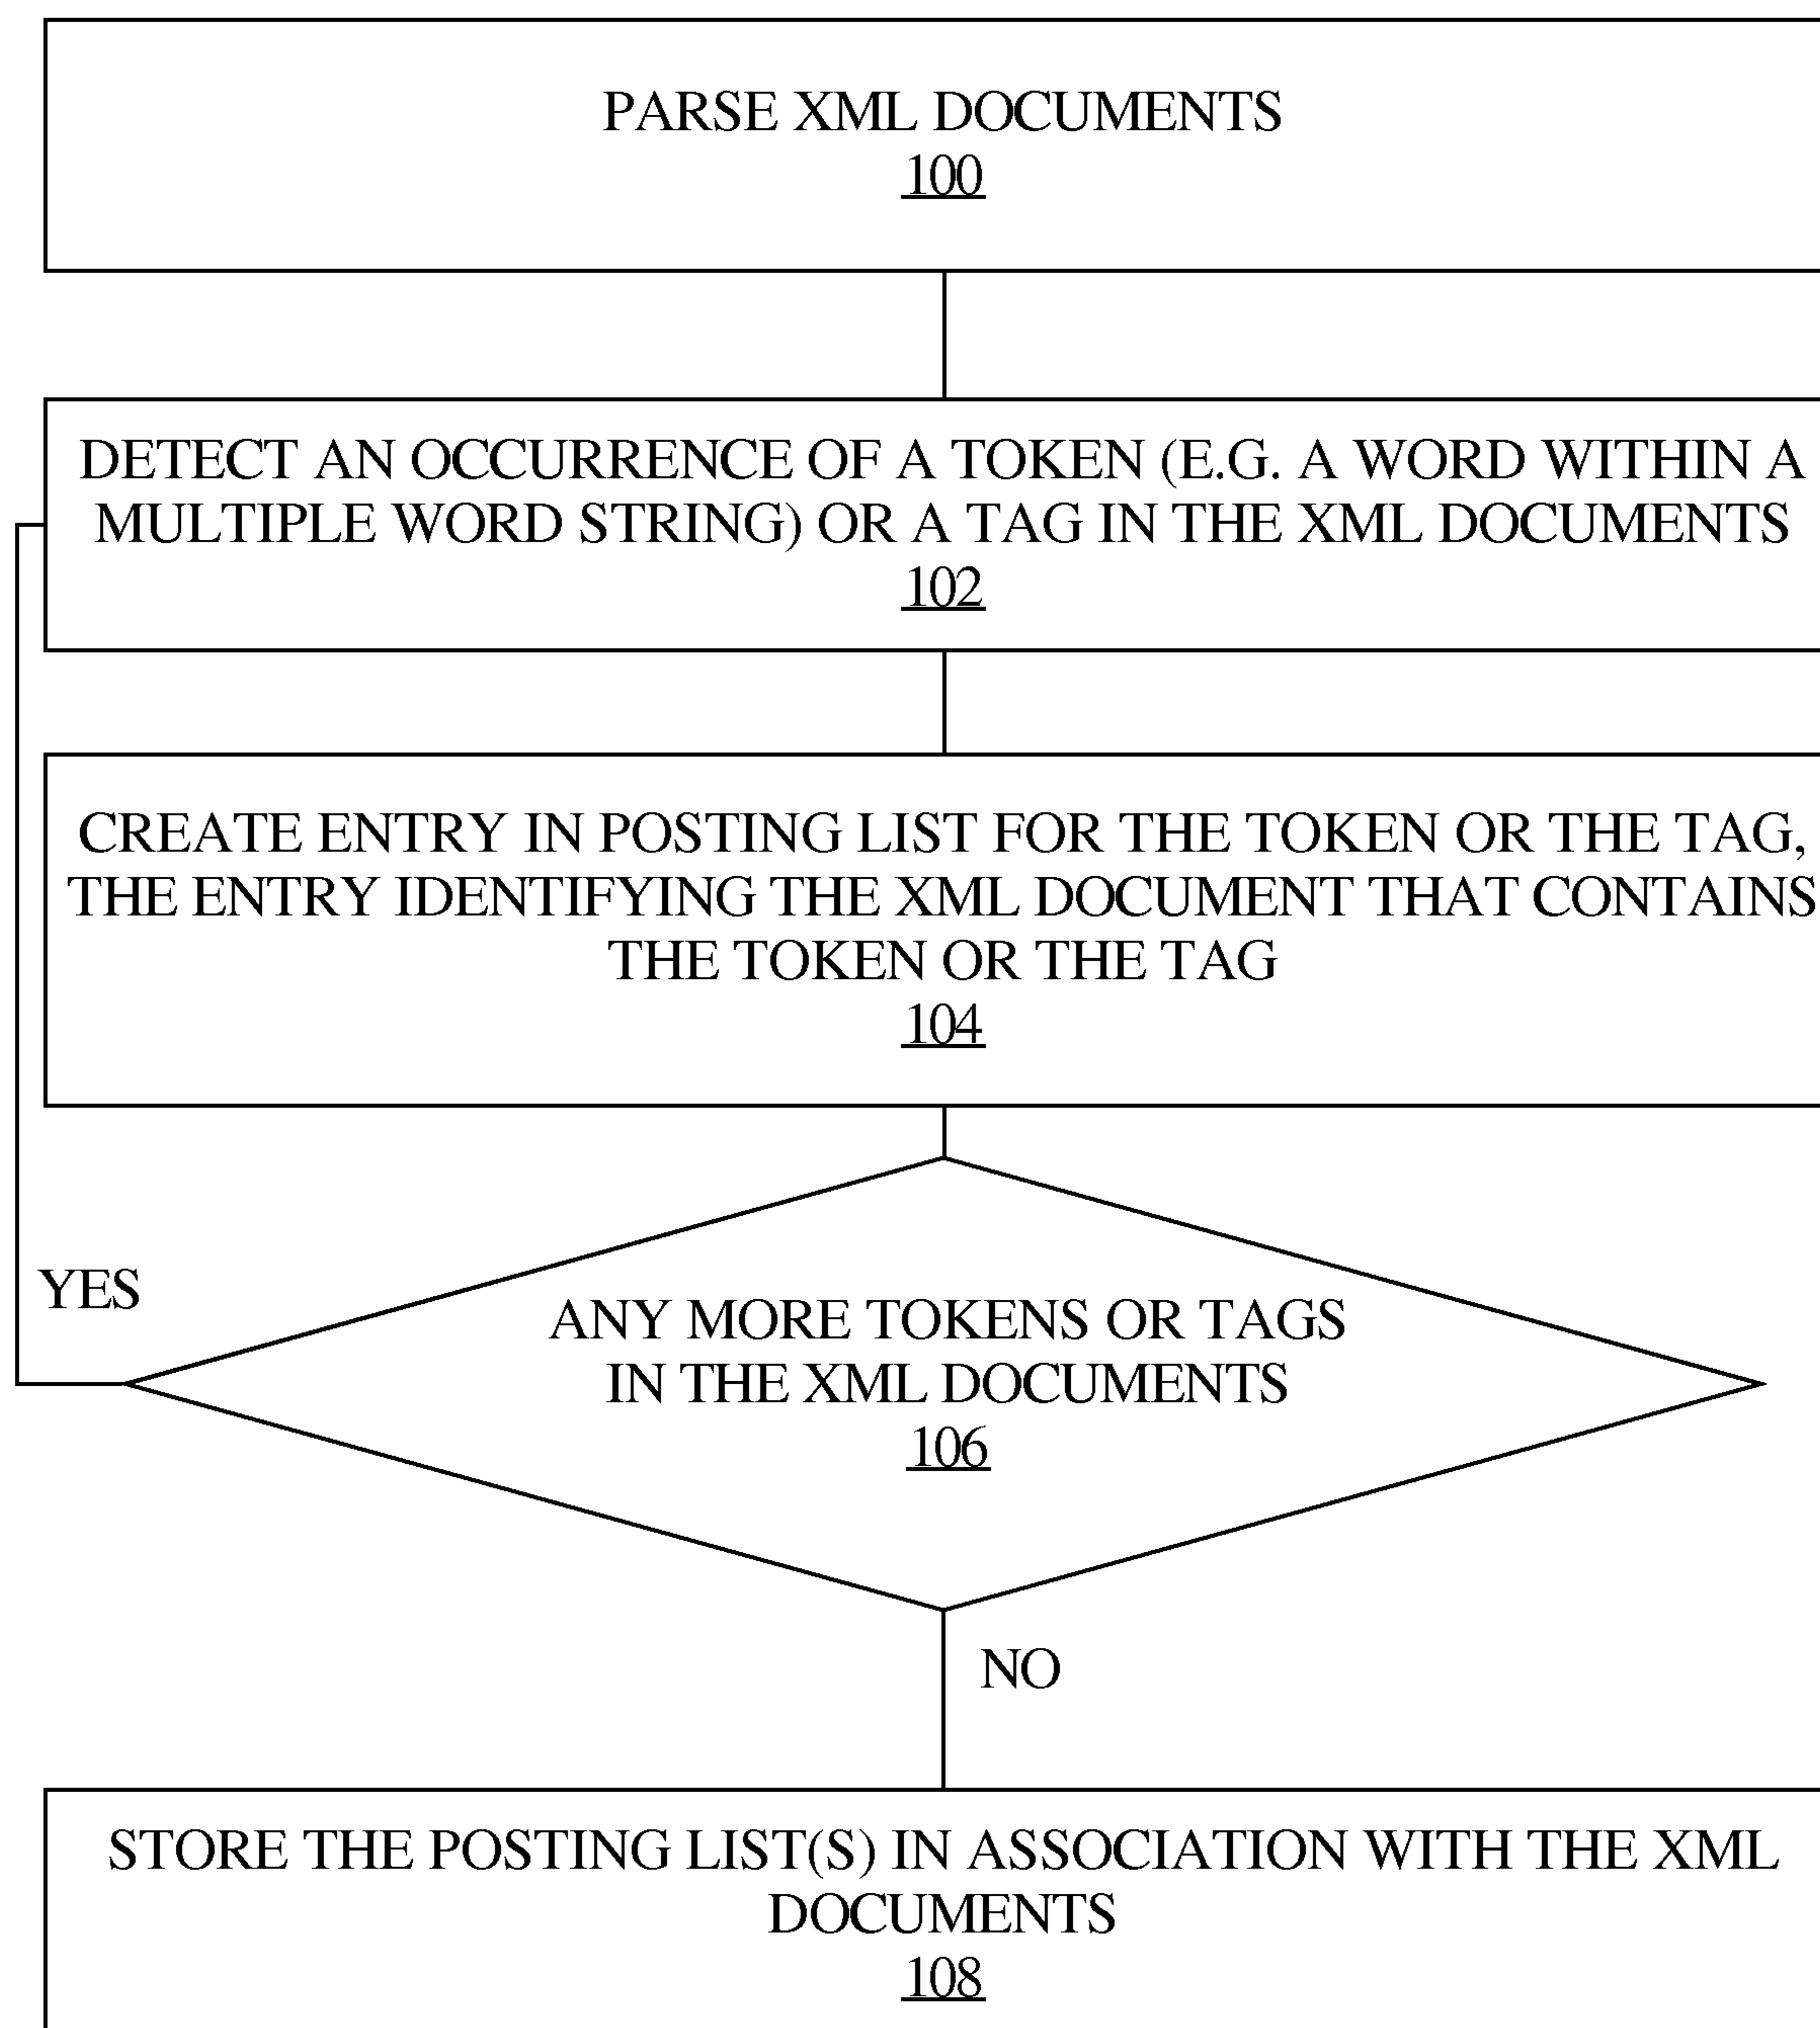 PARSE XML DOCUMENTS
100
DETECT AN OCCURRENCE OF A TOKEN (E.G. A WORD WITHIN A
MULTIPLE WORD STRING) OR A TAG IN THE XML DOCUMENTS
102
CREATE ENTRY IN POSTING LIST FOR THE TOKEN OR THE TAG,
THE ENTRY IDENTIFYING THE XML DOCUMENT THAT CONTAINS
THE TOKEN OR THE TAG
104
YES
ANY MORE TOKENS OR TAGS
IN THE XML DOCUMENTS
106
NO
STORE THE POSTING LIST(S) IN ASSOCIATION WITH THE XML
DOCUMENTS
108